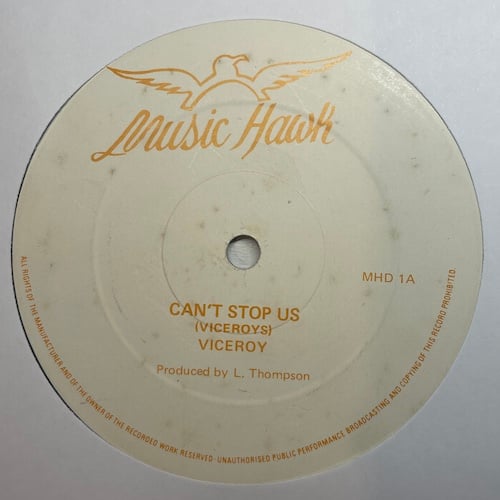 Music Hawk
MHD 1A
CAN'T STOP US
(VICEROYS)
VICEROY
Produced by L. Thompson
ALL RIGHTS OF THE MANUFACTURER AND OF THE OWNER OF THE RECORDED WORK RESERVED-UNAUTHORISED PUBLIC PERFORMANCE BROADCASTING AND COPYING OF THIS RECORD PROHIBITED.